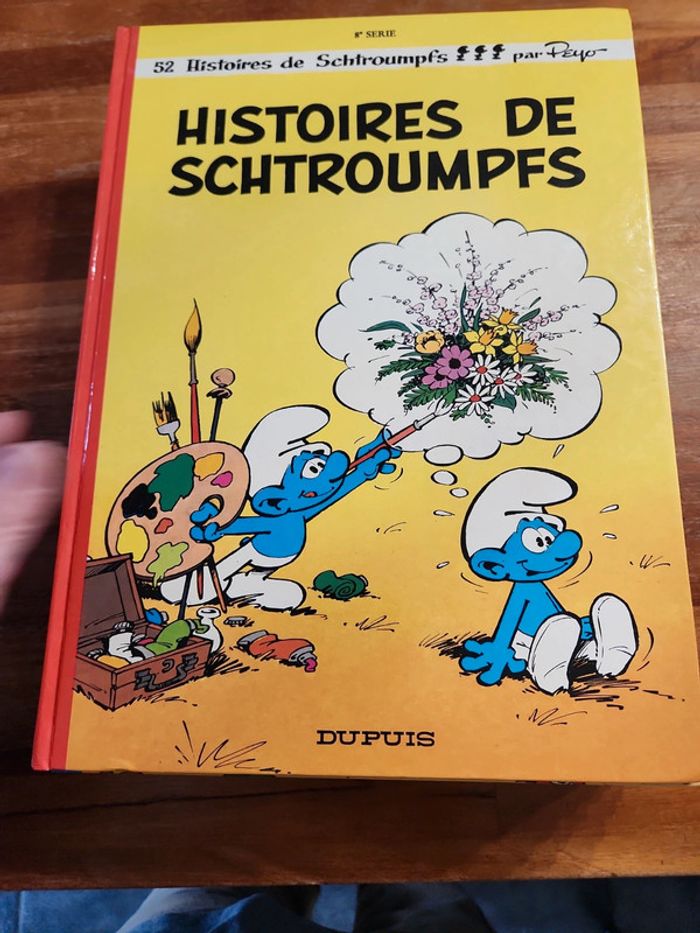 8e SERIE
52 Histoires de Schtroumpfs par Peyo
HISTOIRES DE
SCHTROUMPFS
DUPUIS